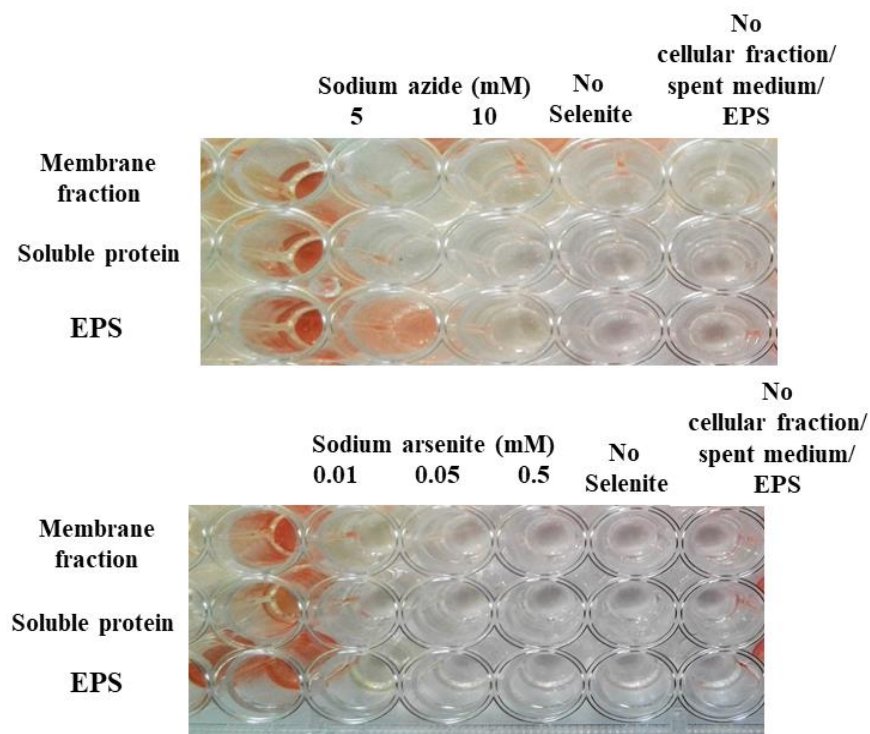 No
cellular fraction/
spent medium/
EPS
Sodium azide (mM)
5 10
No
Selenite
Membrane
fraction
Soluble protein
EPS
No
cellular fraction/
spent medium/
EPS
Sodium arsenite (mM)
0.01 0.05 0.5
No
Selenite
Membrane
fraction
Soluble protein
EPS